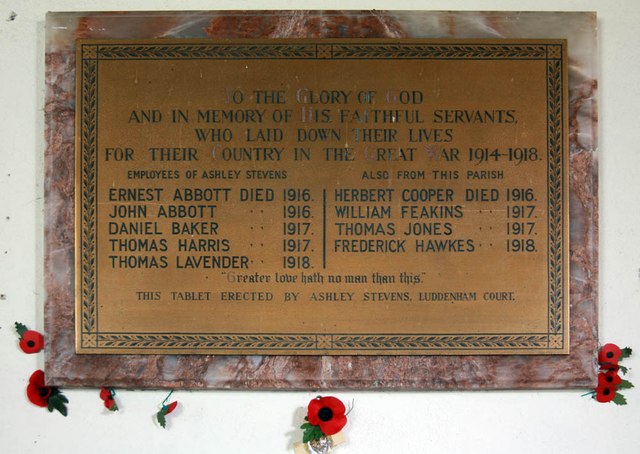 TO THE GLORY OF GOD
AND IN MEMORY OF HIS FAITHFUL SERVANTS,
WHO LAID DOWN THEIR LIVES
FOR THEIR COUNTRY IN THE GREAT WAR 1914-1918.
EMPLOYEES OF ASHLEY STEVENS
ERNEST ABBOTT DIED 1916.
JOHN ABBOTT ·· 1916.
DANIEL BAKER ·· 1917.
THOMAS HARRIS ·· 1917.
THOMAS LAVENDER ·· 1918.
ALSO FROM THIS PARISH
HERBERT COOPER DIED 1916.
WILLIAM FEAKINS ·· 1917.
THOMAS JONES ·· 1917.
FREDERICK HAWKES ·· 1918.
"Greater love hath no man than this."
THIS TABLET ERECTED BY ASHLEY STEVENS, LUDDENHAM COURT.